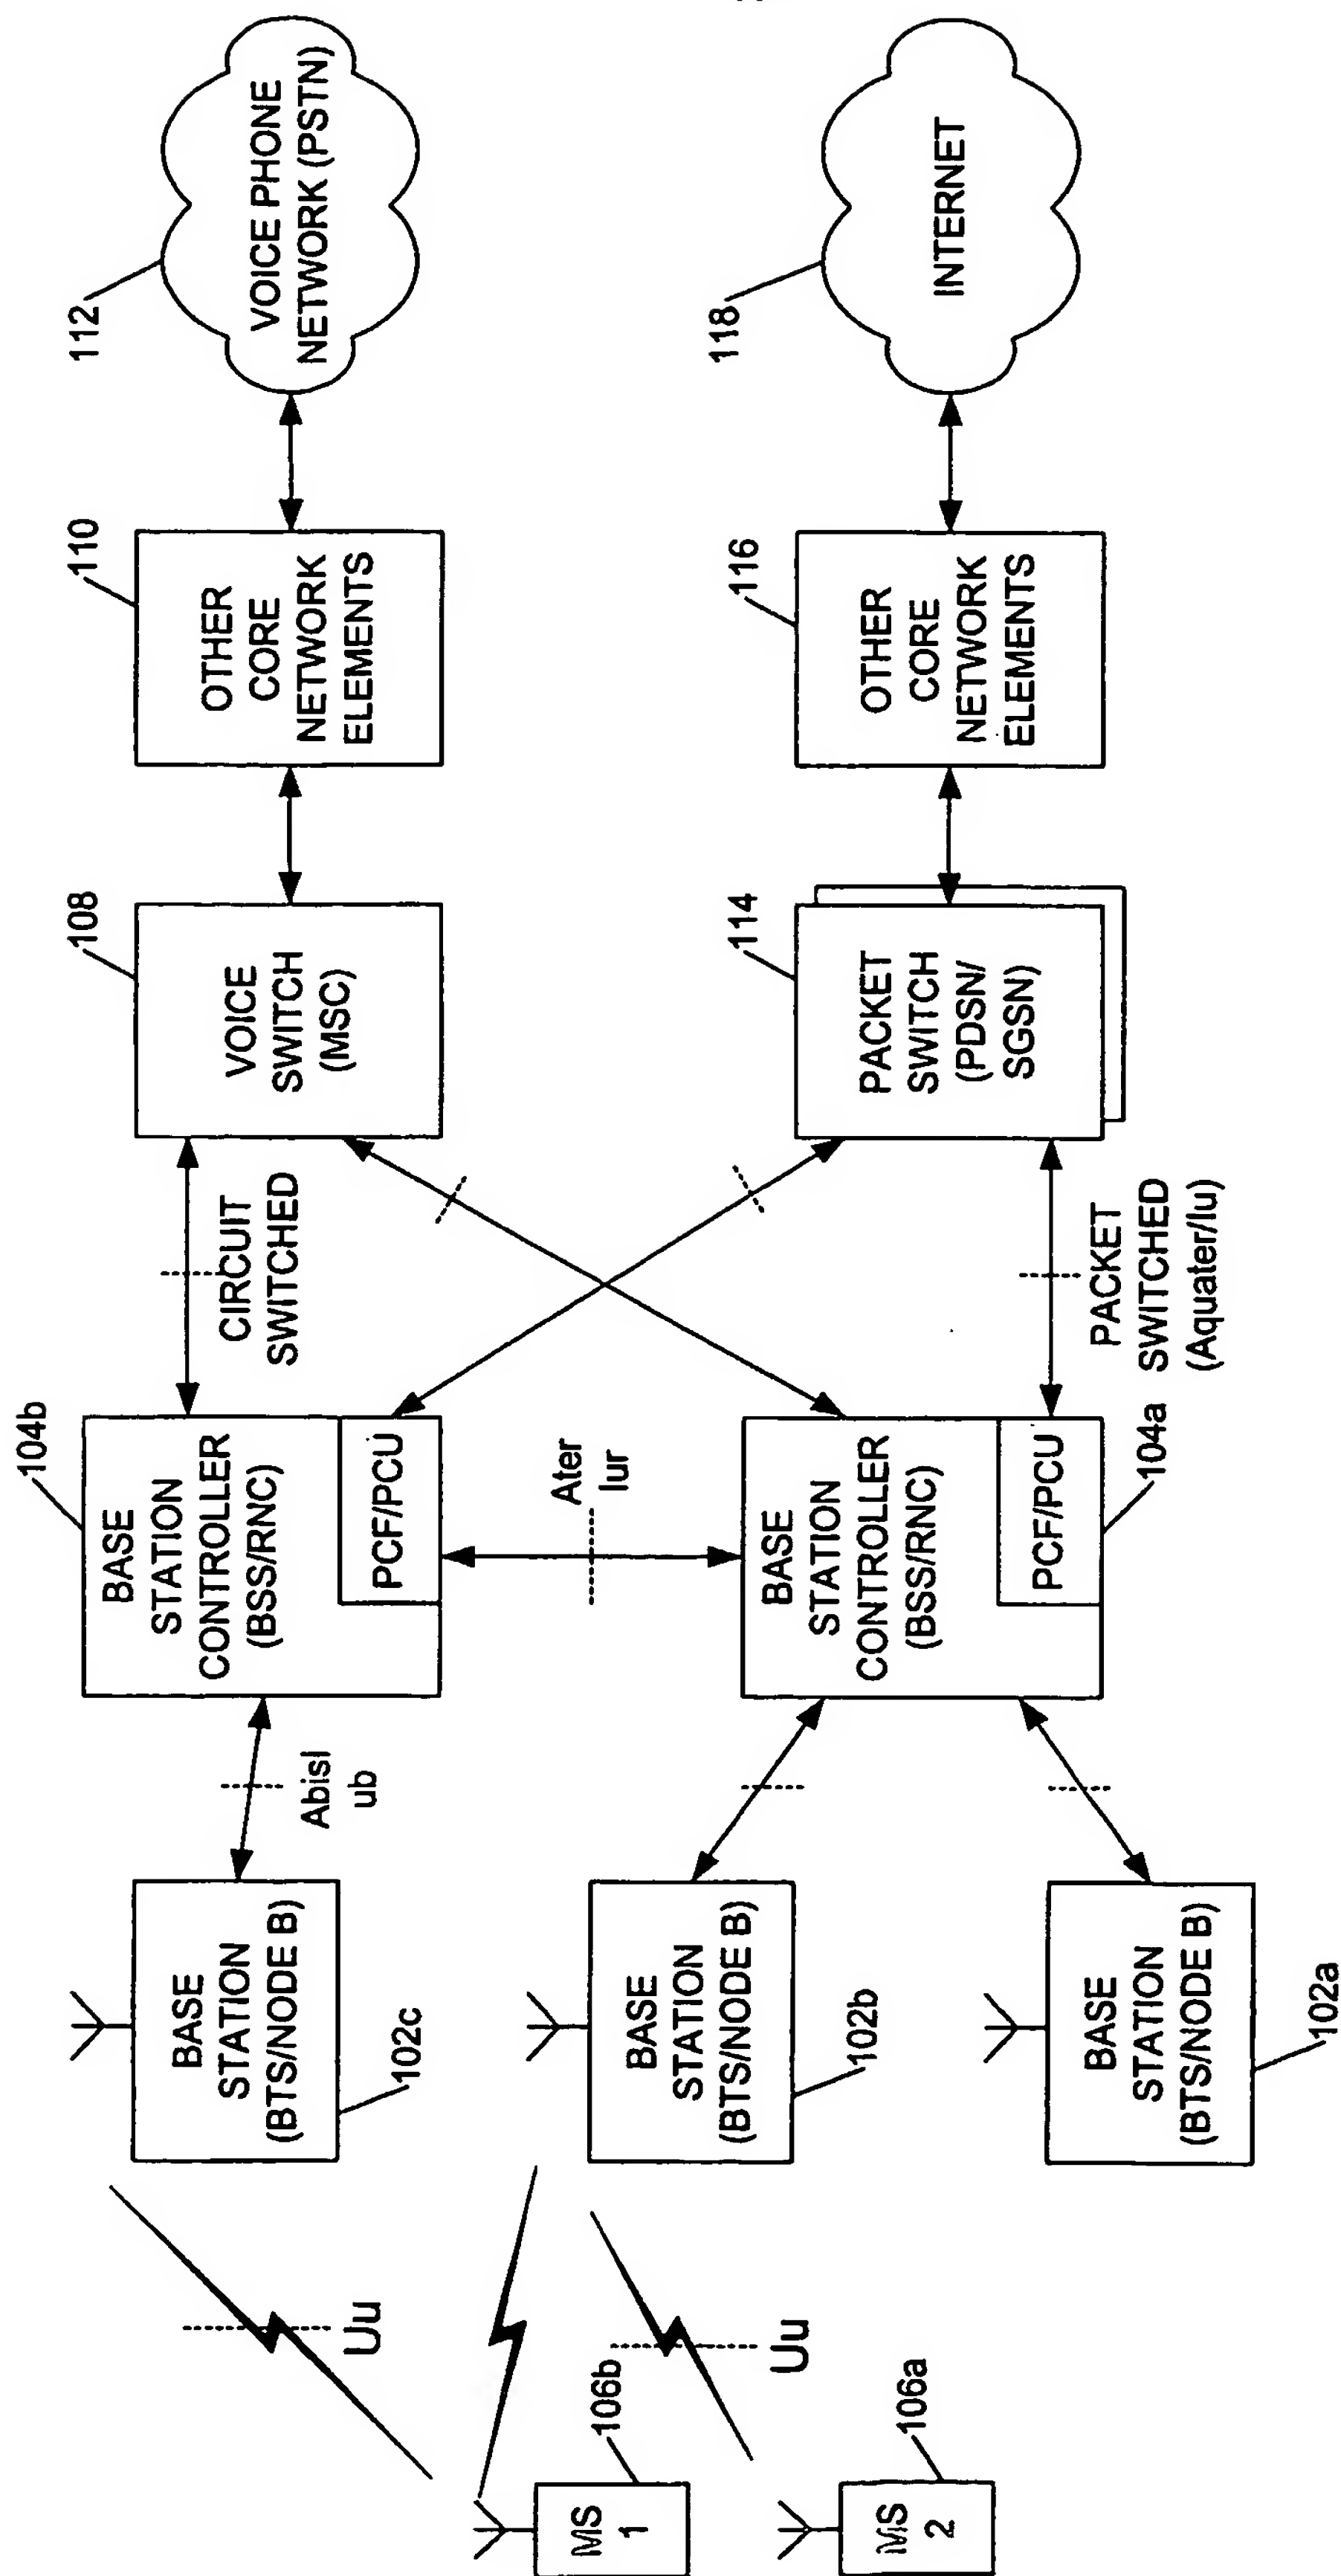 112
VOICE PHONE
NETWORK (PSTN)
118
INTERNET
110
OTHER
CORE
NETWORK
ELEMENTS
116
OTHER
CORE
NETWORK
ELEMENTS
108
VOICE
SWITCH
(MSC)
114
PACKET
SWITCH
(PDSN/
SGSN)
CIRCUIT
SWITCHED
PACKET
SWITCHED
(Aquater/Iu)
104b
BASE
STATION
CONTROLLER
(BSS/RNC)
PCF/PCU
Ater
Iur
BASE
STATION
CONTROLLER
(BSS/RNC)
PCF/PCU
104a
AbisI
ub
BASE
STATION
(BTS/NODE B)
102c
BASE
STATION
(BTS/NODE B)
102b
BASE
STATION
(BTS/NODE B)
102a
Uu
Uu
MS
1
106b
MS
2
106a